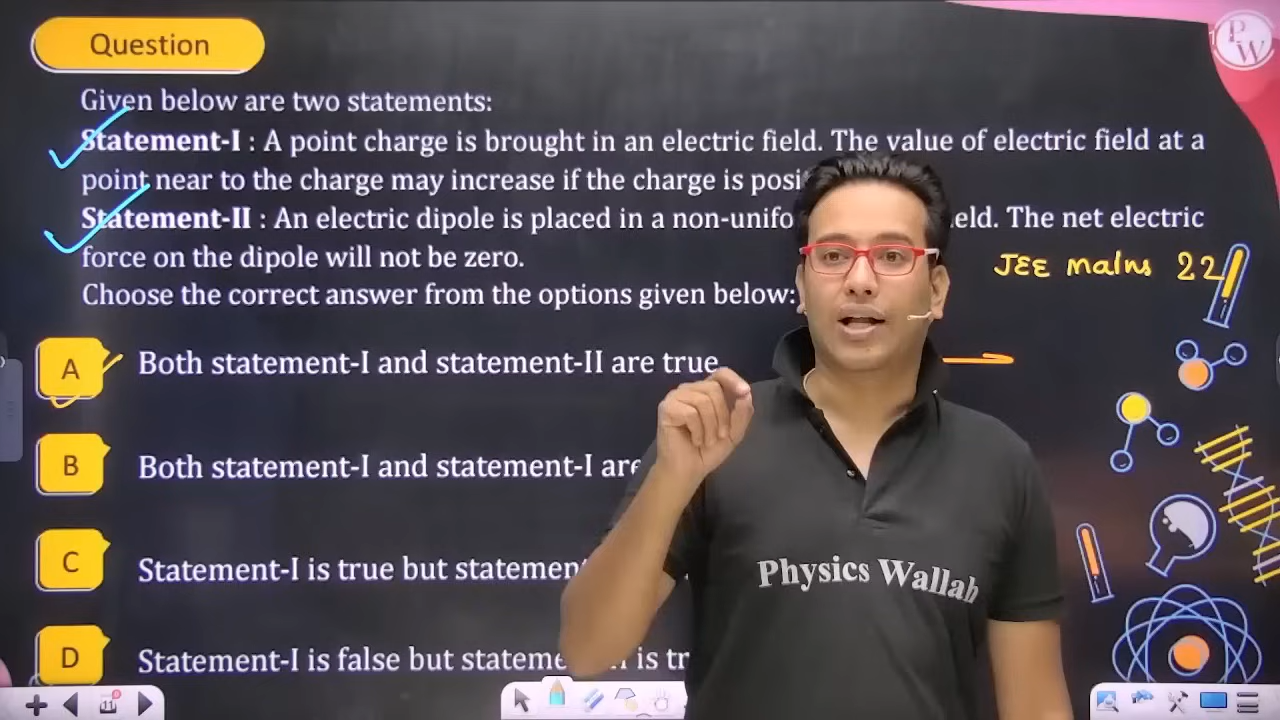 Question
Given below are two statements:
Statement-I : A point charge is brought in an electric field. The value of electric field at a
point near to the charge may increase if the charge is posi
Statement-II : An electric dipole is placed in a non-unifo eld. The net electric
force on the dipole will not be zero.
JEE mains 22
Choose the correct answer from the options given below:
A Both statement-I and statement-II are true
B Both statement-I and statement-I are
C Statement-I is true but statement
D Statement-I is false but stateme is tr
Physics Wallah
PW
11